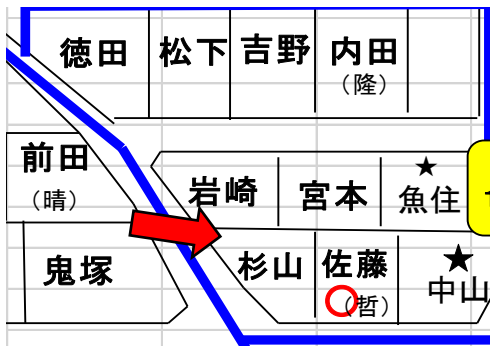 徳田 松下 吉野 内田
(隆)
前田
(晴)
岩崎 宮本 ★魚住
鬼塚 杉山 佐藤 ★中山
(哲)